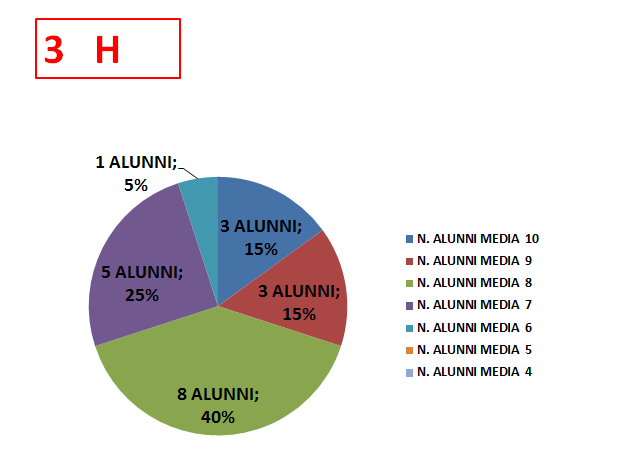 3 H
1 ALUNNI;
5%
3 ALUNNI;
15%
3 ALUNNI;
15%
5 ALUNNI;
25%
8 ALUNNI;
40%
N. ALUNNI MEDIA 10
N. ALUNNI MEDIA 9
N. ALUNNI MEDIA 8
N. ALUNNI MEDIA 7
N. ALUNNI MEDIA 6
N. ALUNNI MEDIA 5
N. ALUNNI MEDIA 4